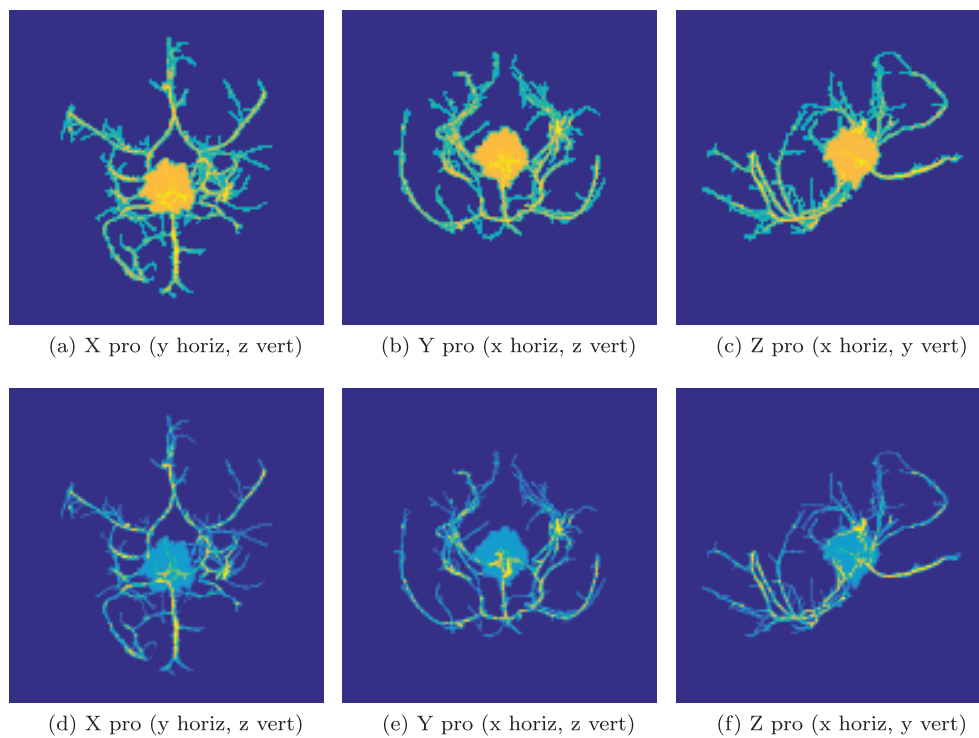 (a) X pro (y horiz, z vert)
(b) Y pro (x horiz, z vert)
(c) Z pro (x horiz, y vert)
(d) X pro (y horiz, z vert)
(e) Y pro (x horiz, z vert)
(f) Z pro (x horiz, y vert)